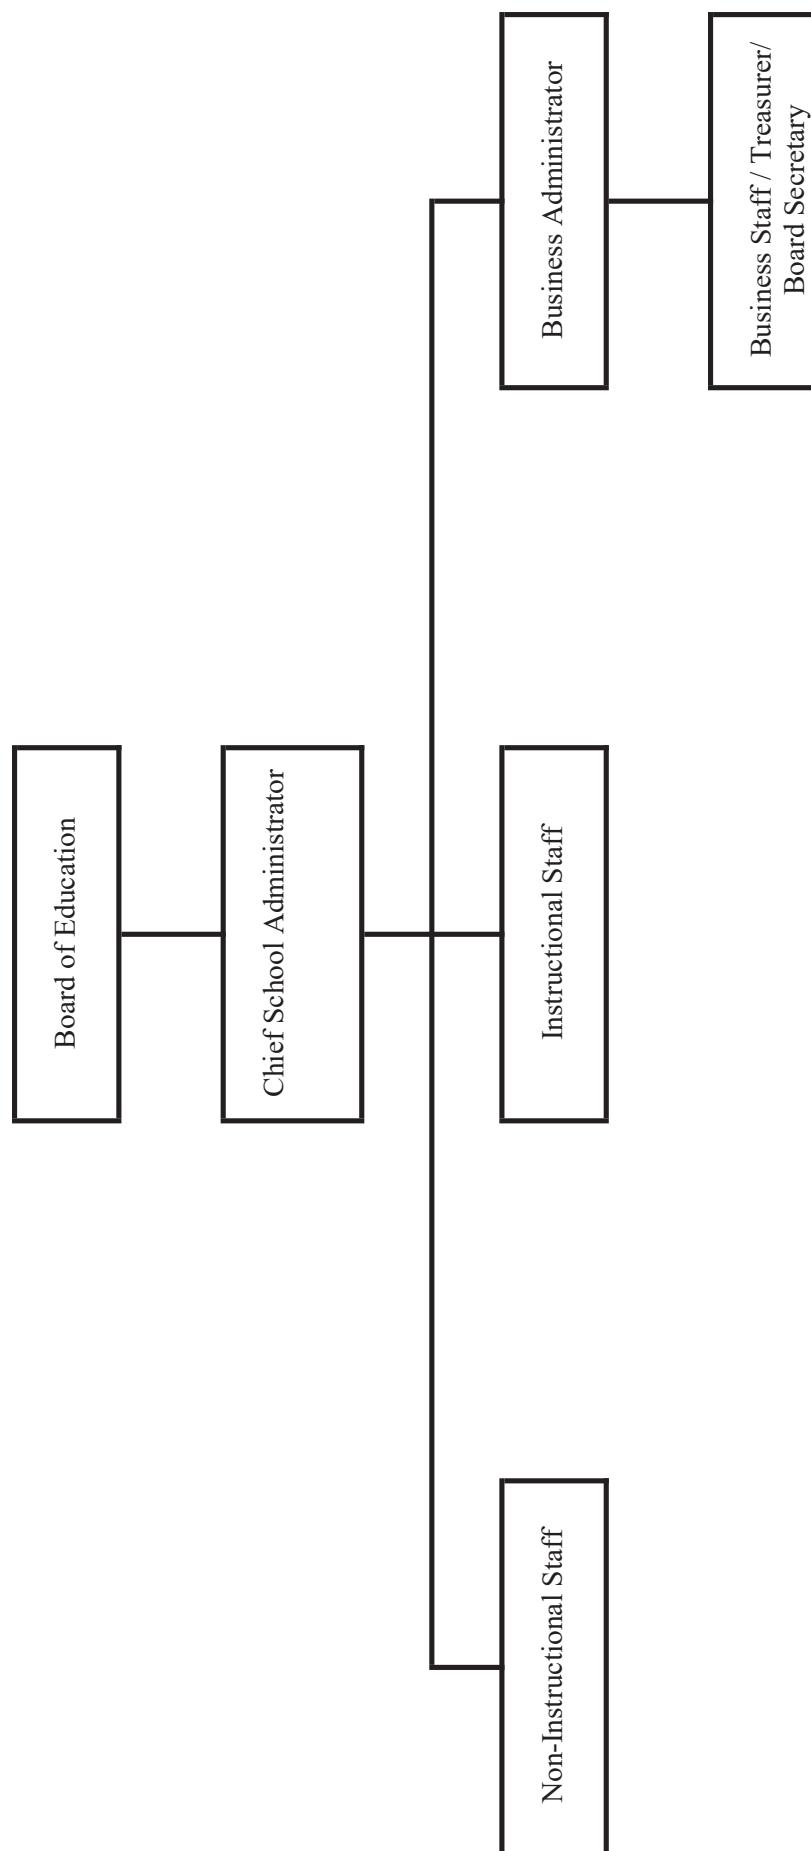 Board of Education
Chief School Administrator
Non-Instructional Staff
Instructional Staff
Business Administrator
Business Staff / Treasurer/
Board Secretary